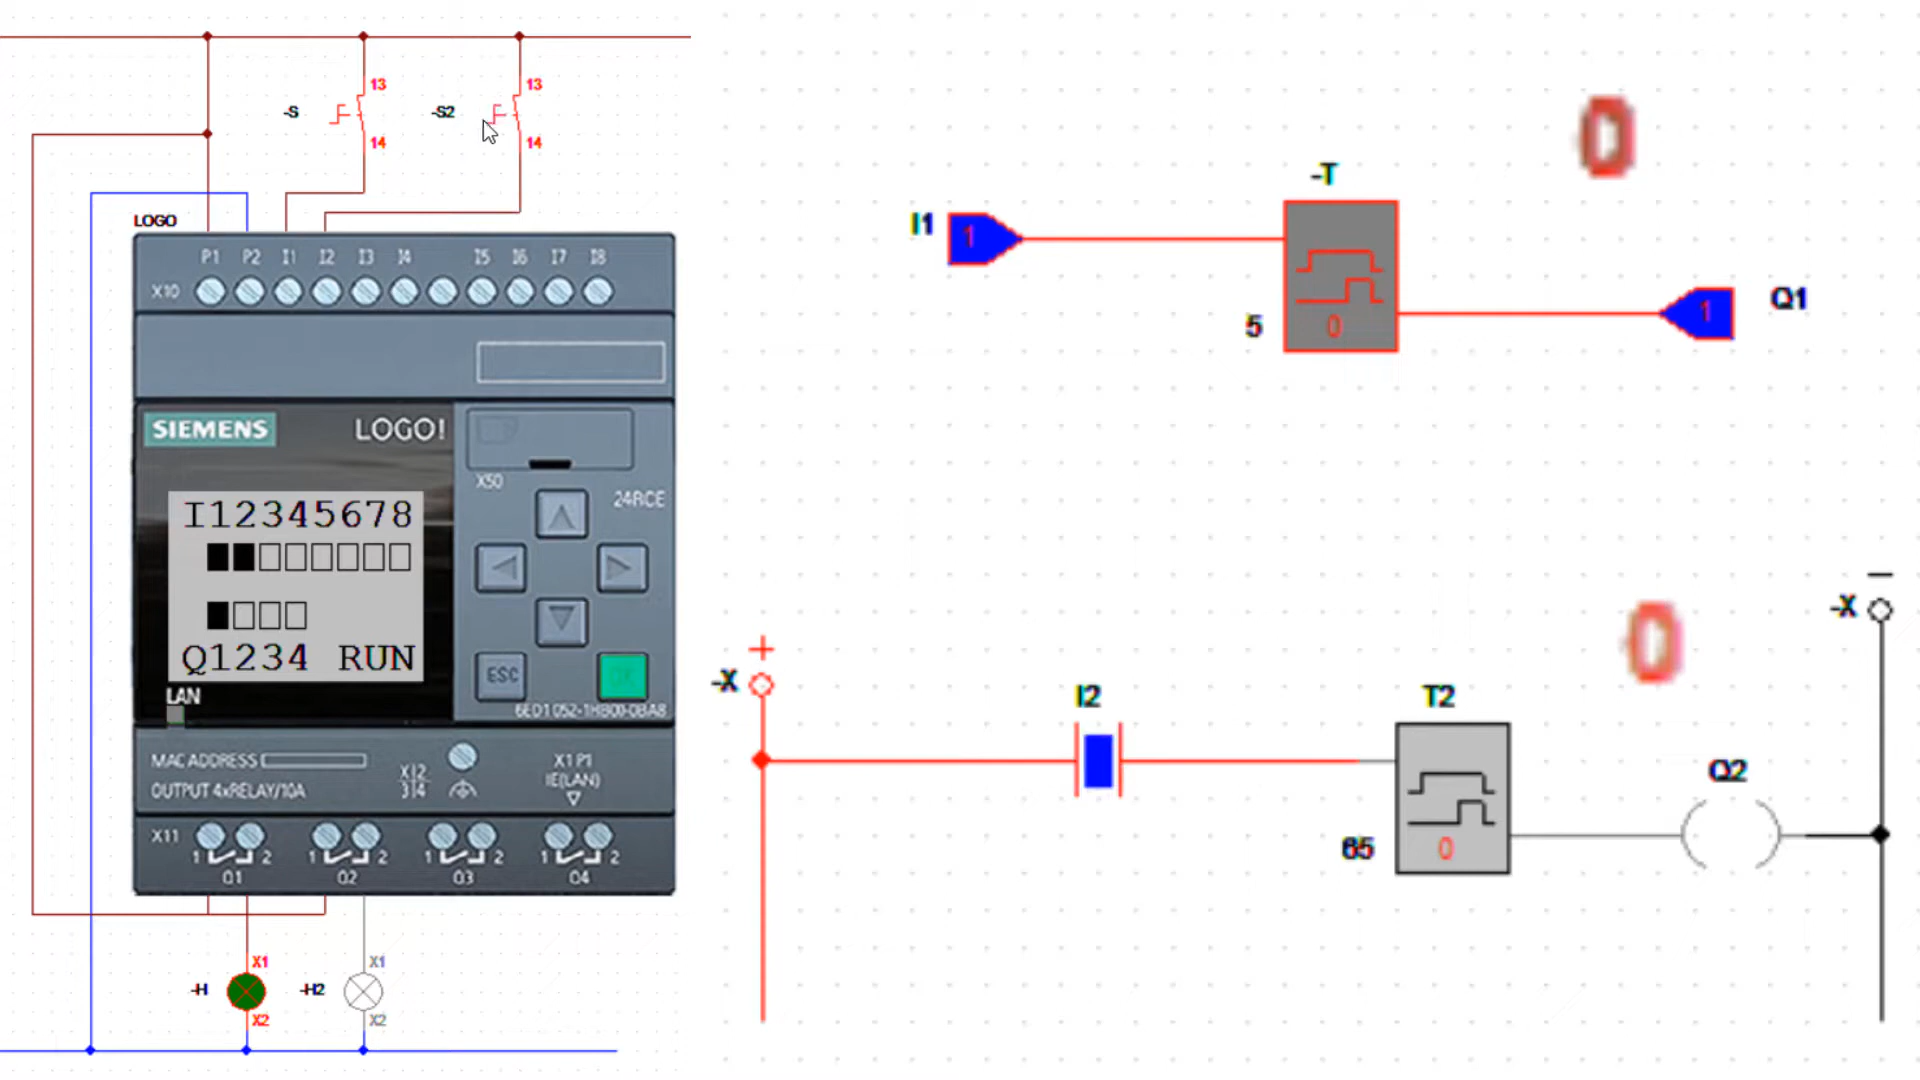 13
13
-S
-S2
14
14
LOGO
P1 P2 I1 I2 I3 I4 I5 I6 I7 I8
X10
SIEMENS
LOGO!
X50
24RCE
I12345678
Q1234 RUN
ESC
OK
LAN
6ED1 052-1HB00-0BA8
MAC ADDRESS
X1 P1
IE(LAN)
X12
3|4
OUTPUT 4xRELAY/10A
X11
1 2 1 2 1 2 1 2
Q1 Q2 Q3 Q4
X1
X1
-H
-H2
X2
X2
0
-T
I1
1
Q1
1
5
0
-X
0
+
-X
I2
T2
Q2
65
0